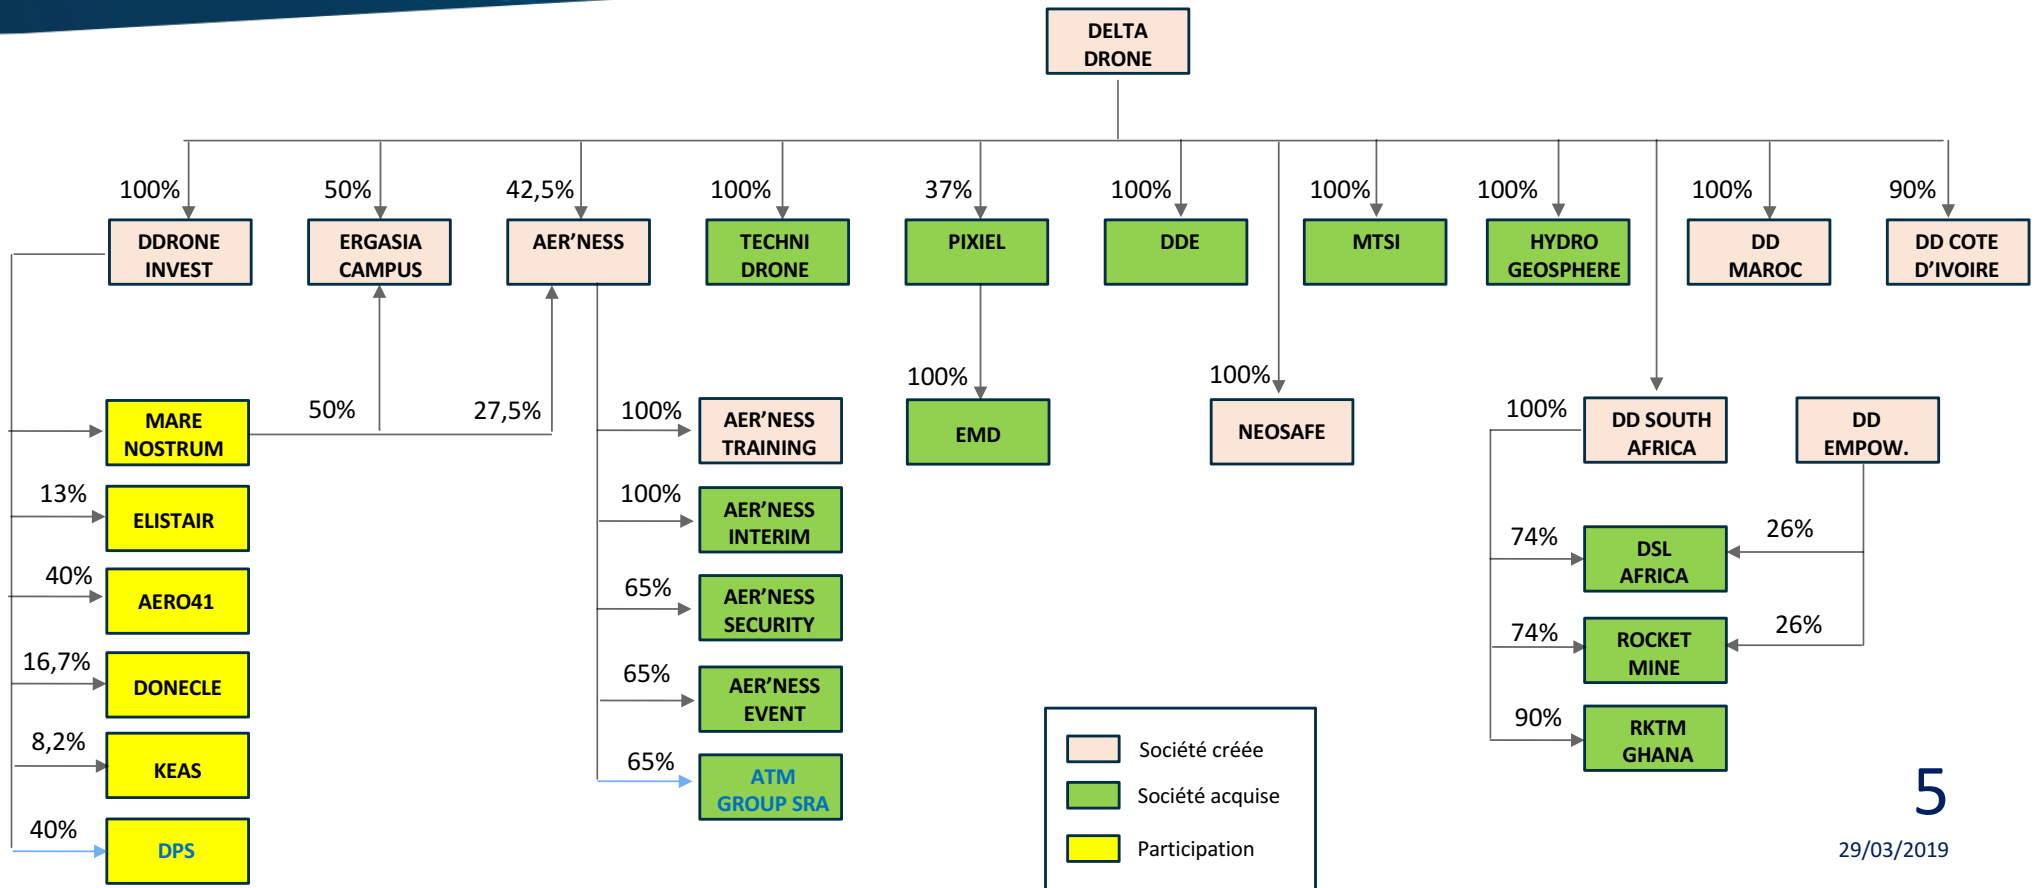 DELTA
DRONE
100%
50%
42,5%
100%
37%
100%
100%
100%
100%
90%
DDRONE
INVEST
ERGASIA
CAMPUS
AER'NESS
TECHNI
DRONE
PIXIEL
DDE
MTSI
HYDRO
GEOSPHERE
DD
MAROC
DD COTE
D'IVOIRE
MARE
NOSTRUM
50%
27,5%
13%
ELISTAIR
40%
AERO41
16,7%
DONECLE
8,2%
KEAS
40%
DPS
100%
AER'NESS
TRAINING
100%
AER'NESS
INTERIM
65%
AER'NESS
SECURITY
65%
AER'NESS
EVENT
65%
ATM
GROUP SRA
100%
EMD
100%
NEOSAFE
100%
DD SOUTH
AFRICA
DD
EMPOW.
74%
DSL
AFRICA
26%
74%
ROCKET
MINE
26%
90%
RKTM
GHANA
Société créée
Société acquise
Participation
5
29/03/2019